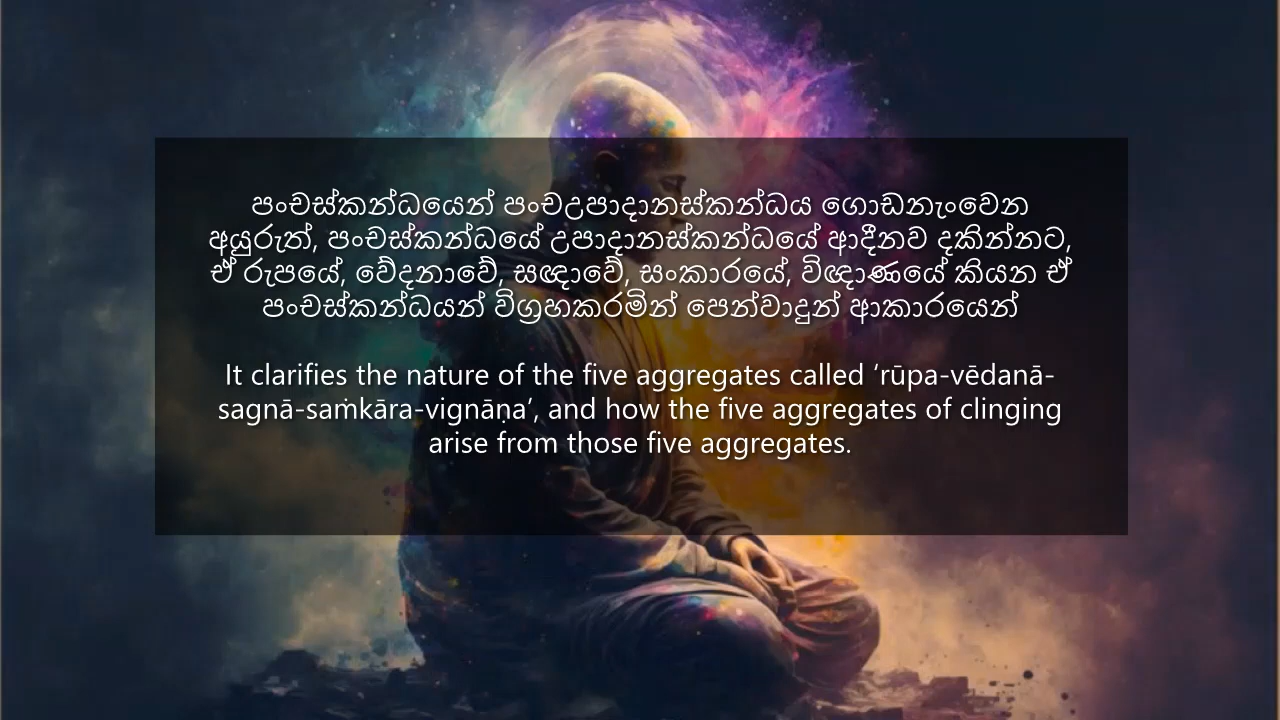 පංචස්කන්ධයෙන් පංචඋපාදානස්කන්ධය ගොඩනැංවෙන
අයුරුත්, පංචස්කන්ධයේ උපාදානස්කන්ධයේ ආදීනව දකින්නට,
ඒ රුපයේ, වේදනාවේ, සඥාවේ, සංකාරයේ, විඥාණයේ කියන ඒ
පංචස්කන්ධයන් විග්‍රහකරමින් පෙන්වාදුන් ආකාරයෙන්
It clarifies the nature of the five aggregates called ‘rūpa-vēdanā-
sagnā-saṁkāra-vignāṇa’, and how the five aggregates of clinging
arise from those five aggregates.